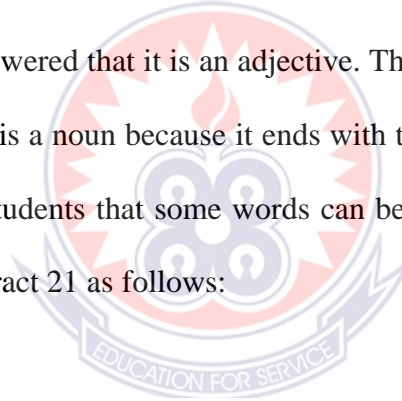 wered that it is an adjective. Th
is a noun because it ends with t
tudents that some words can be
ract 21 as follows:
EDUCATION FOR SERVICE